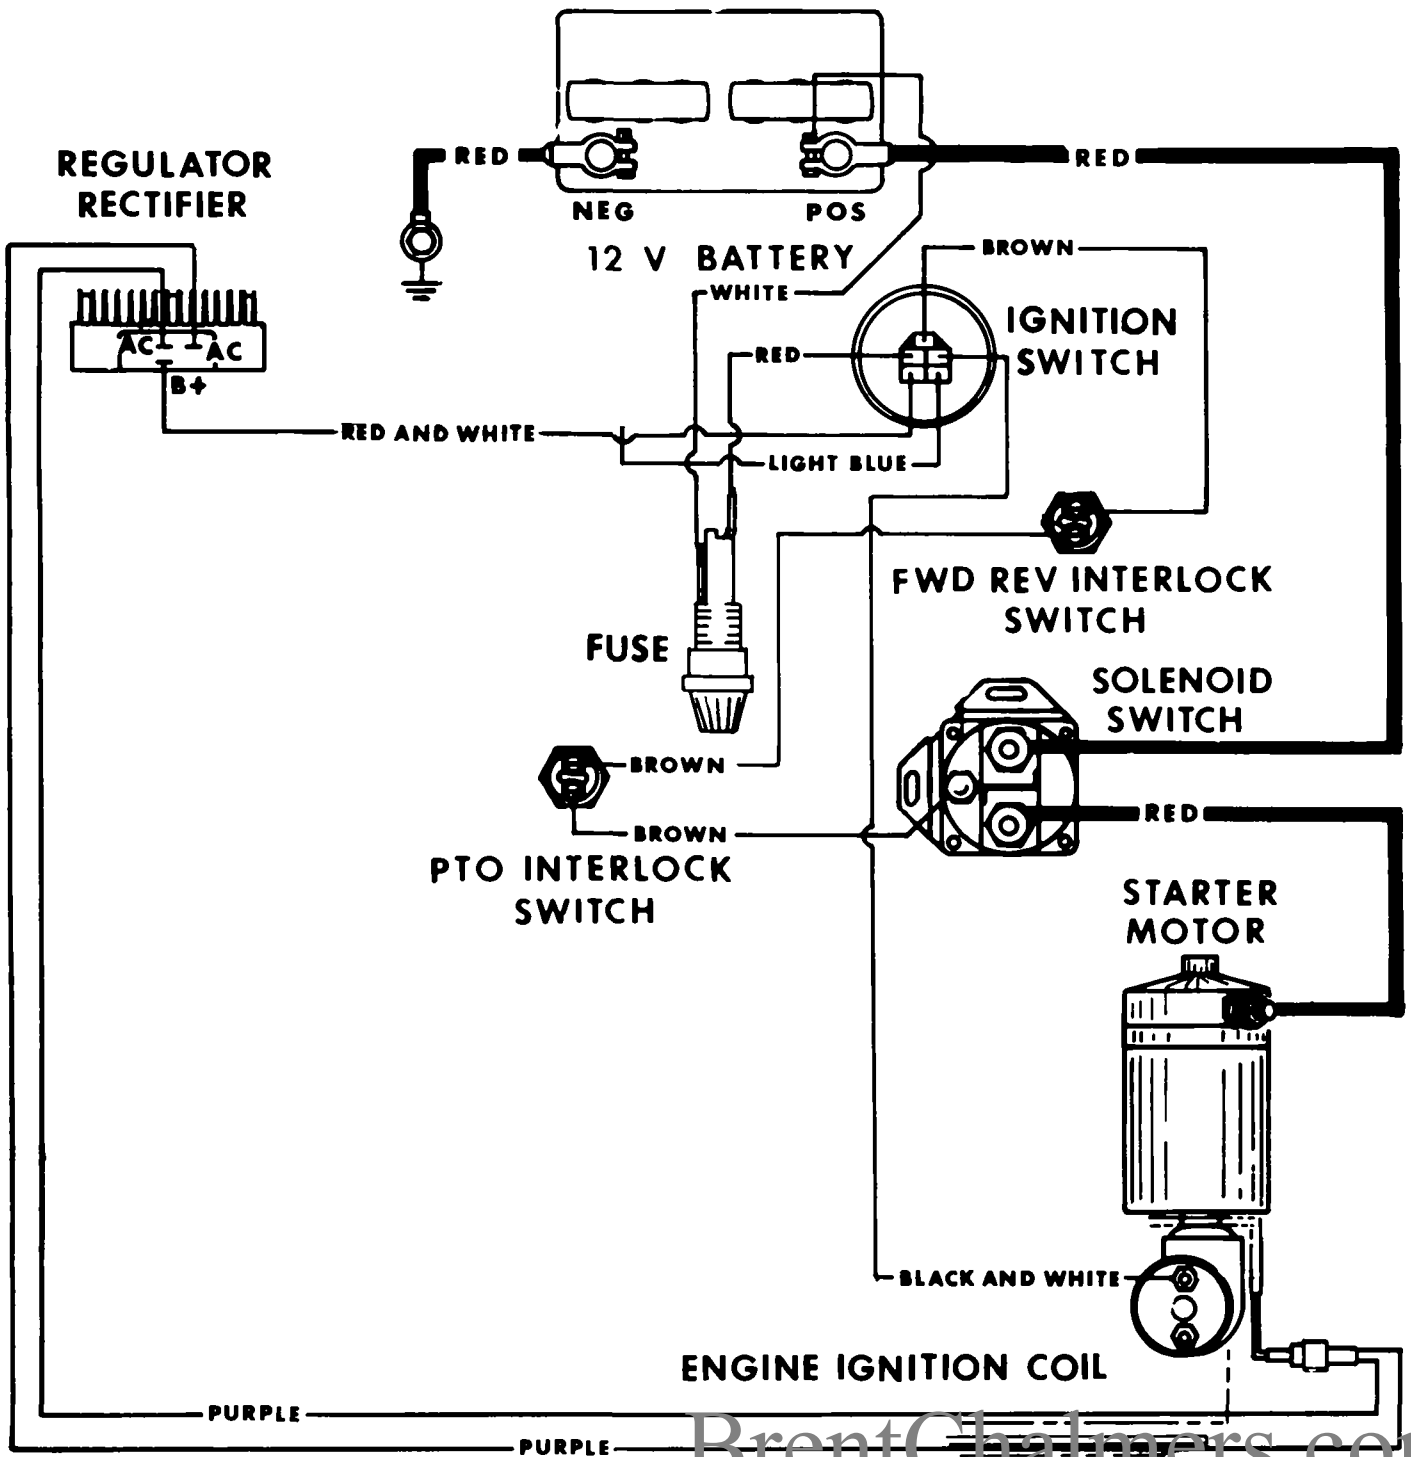 RED
RED
REGULATOR
RECTIFIER
NEG
POS
12 V BATTERY
BROWN
WHITE
IGNITION
SWITCH
RED
AC
AC
B+
RED AND WHITE
LIGHT BLUE
FWD REV INTERLOCK
SWITCH
FUSE
SOLENOID
SWITCH
BROWN
RED
BROWN
PTO INTERLOCK
SWITCH
STARTER
MOTOR
BLACK AND WHITE
ENGINE IGNITION COIL
PURPLE
PURPLE